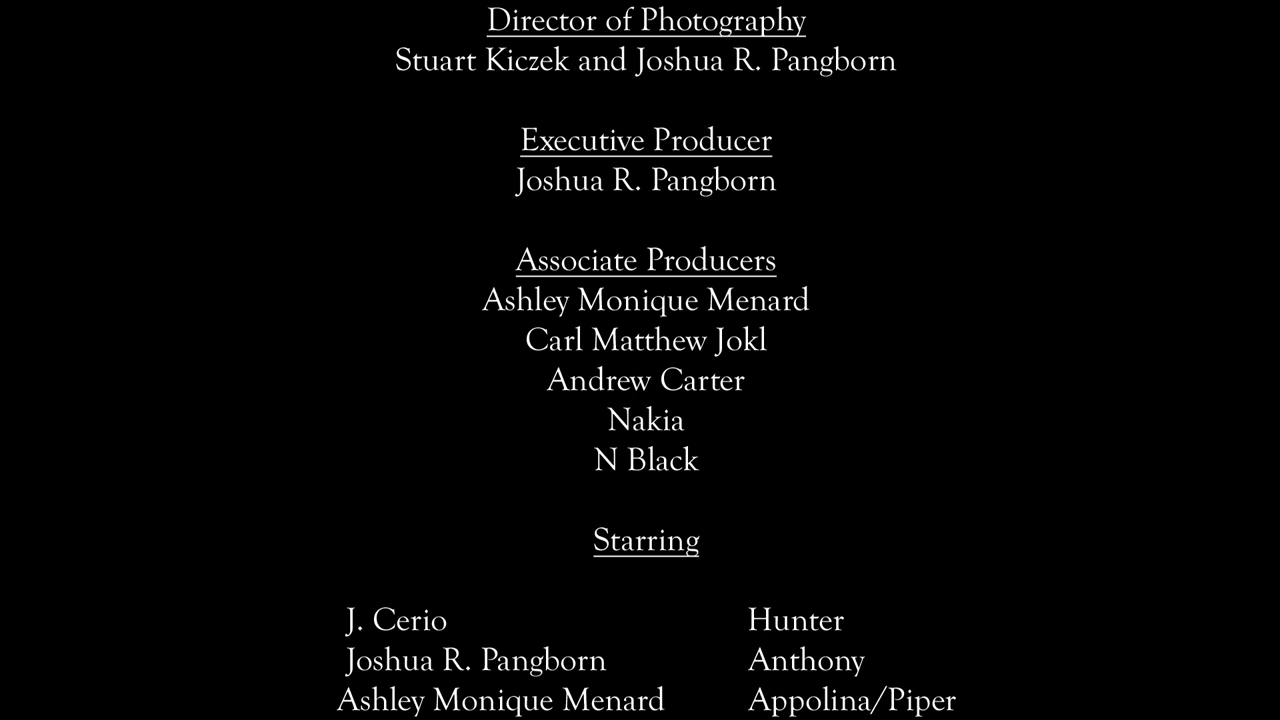 Director of Photography
Stuart Kiczek and Joshua R. Pangborn
Executive Producer
Joshua R. Pangborn
Associate Producers
Ashley Monique Menard
Carl Matthew Jokl
Andrew Carter
Nakia
N Black
Starring
J. Cerio Hunter
Joshua R. Pangborn Anthony
Ashley Monique Menard Appolina/Piper